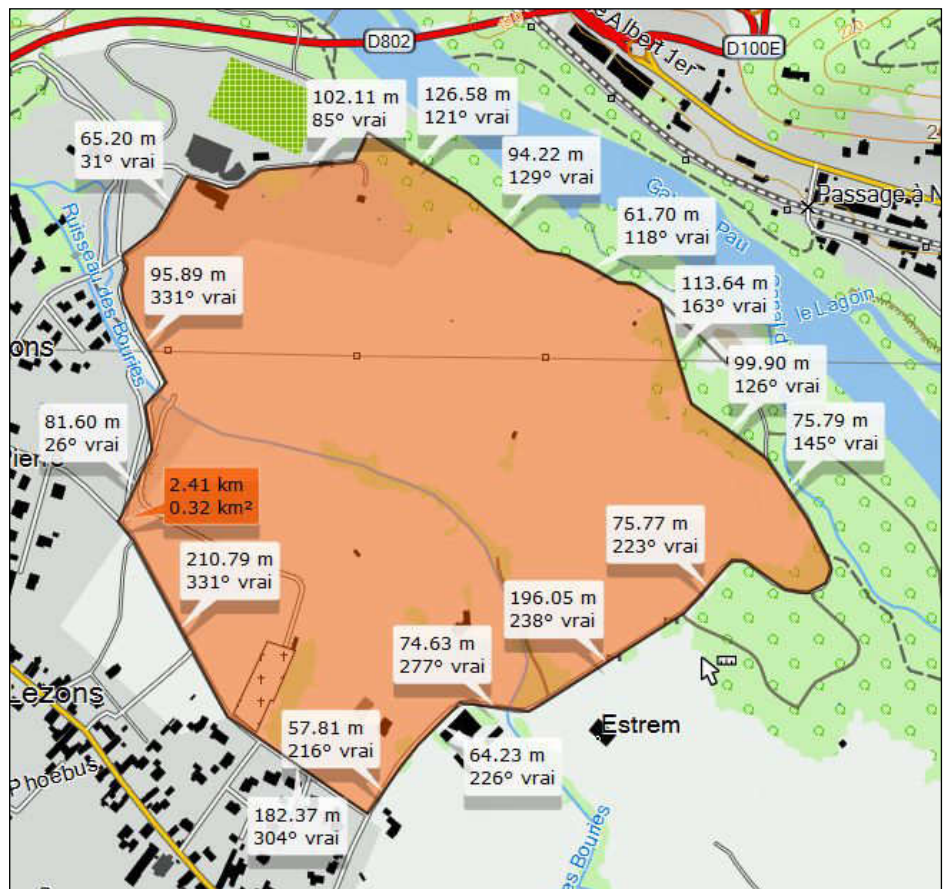 D802
e Albert 1er
D100E
220
102.11 m
85° vrai
126.58 m
121° vrai
65.20 m
31° vrai
94.22 m
129° vrai
Passage à N
61.70 m
118° vrai
Pau
Ruisseau des Bouries
95.89 m
331° vrai
113.64 m
163° vrai
le Lagoin
ons
99.90 m
126° vrai
81.60 m
26° vrai
75.79 m
145° vrai
2.41 km
0.32 km²
75.77 m
223° vrai
210.79 m
331° vrai
196.05 m
238° vrai
74.63 m
277° vrai
Lezons
57.81 m
216° vrai
Estrem
64.23 m
226° vrai
Phoebus
182.37 m
304° vrai
es Bouries